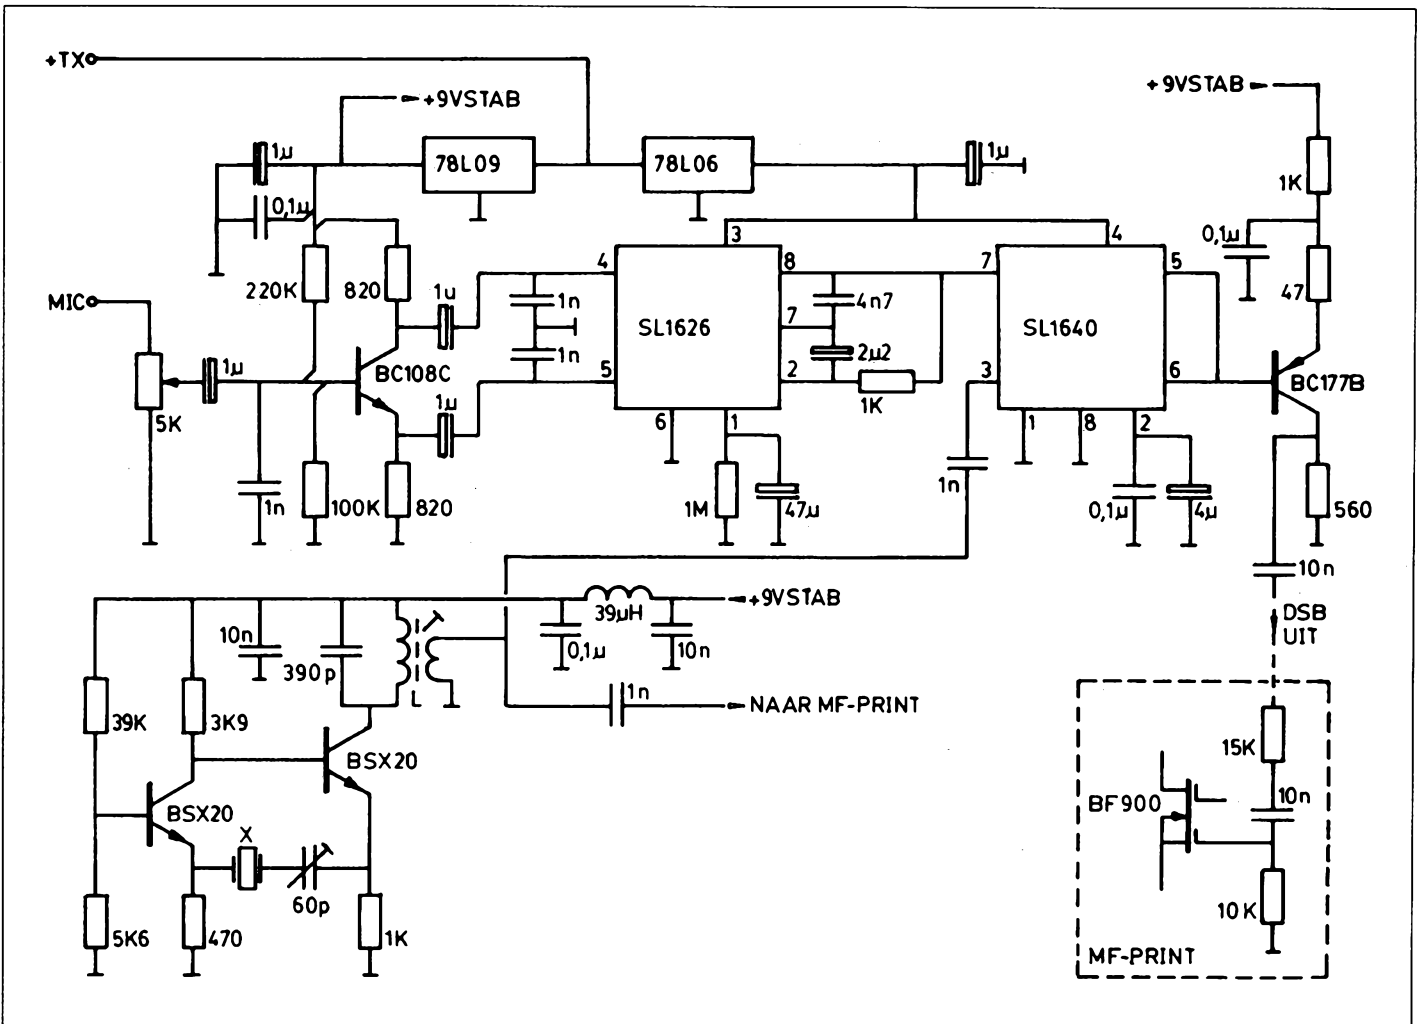 +TX
+9VSTAB
+9VSTAB
1µ
78L09
78L06
1µ
1K
0,1µ
3
4
0,1µ
4
8
7
5
220K
820
1u
1n
4n7
47
MIC
SL1626
7
SL1640
1n
2µ2
1µ
BC108C
5
2
3
6
BC177B
5K
1µ
1K
6
1
1
8
2
1n
1n
100K
820
1M
47µ
0,1µ
4µ
560
10n
39µH
+9VSTAB
DSB
UIT
10n
390p
0,1µ
10n
L
1n
NAAR MF-PRINT
39K
3K9
15K
BSX20
BF900
10n
BSX20
X
60p
10K
5K6
470
1K
MF-PRINT